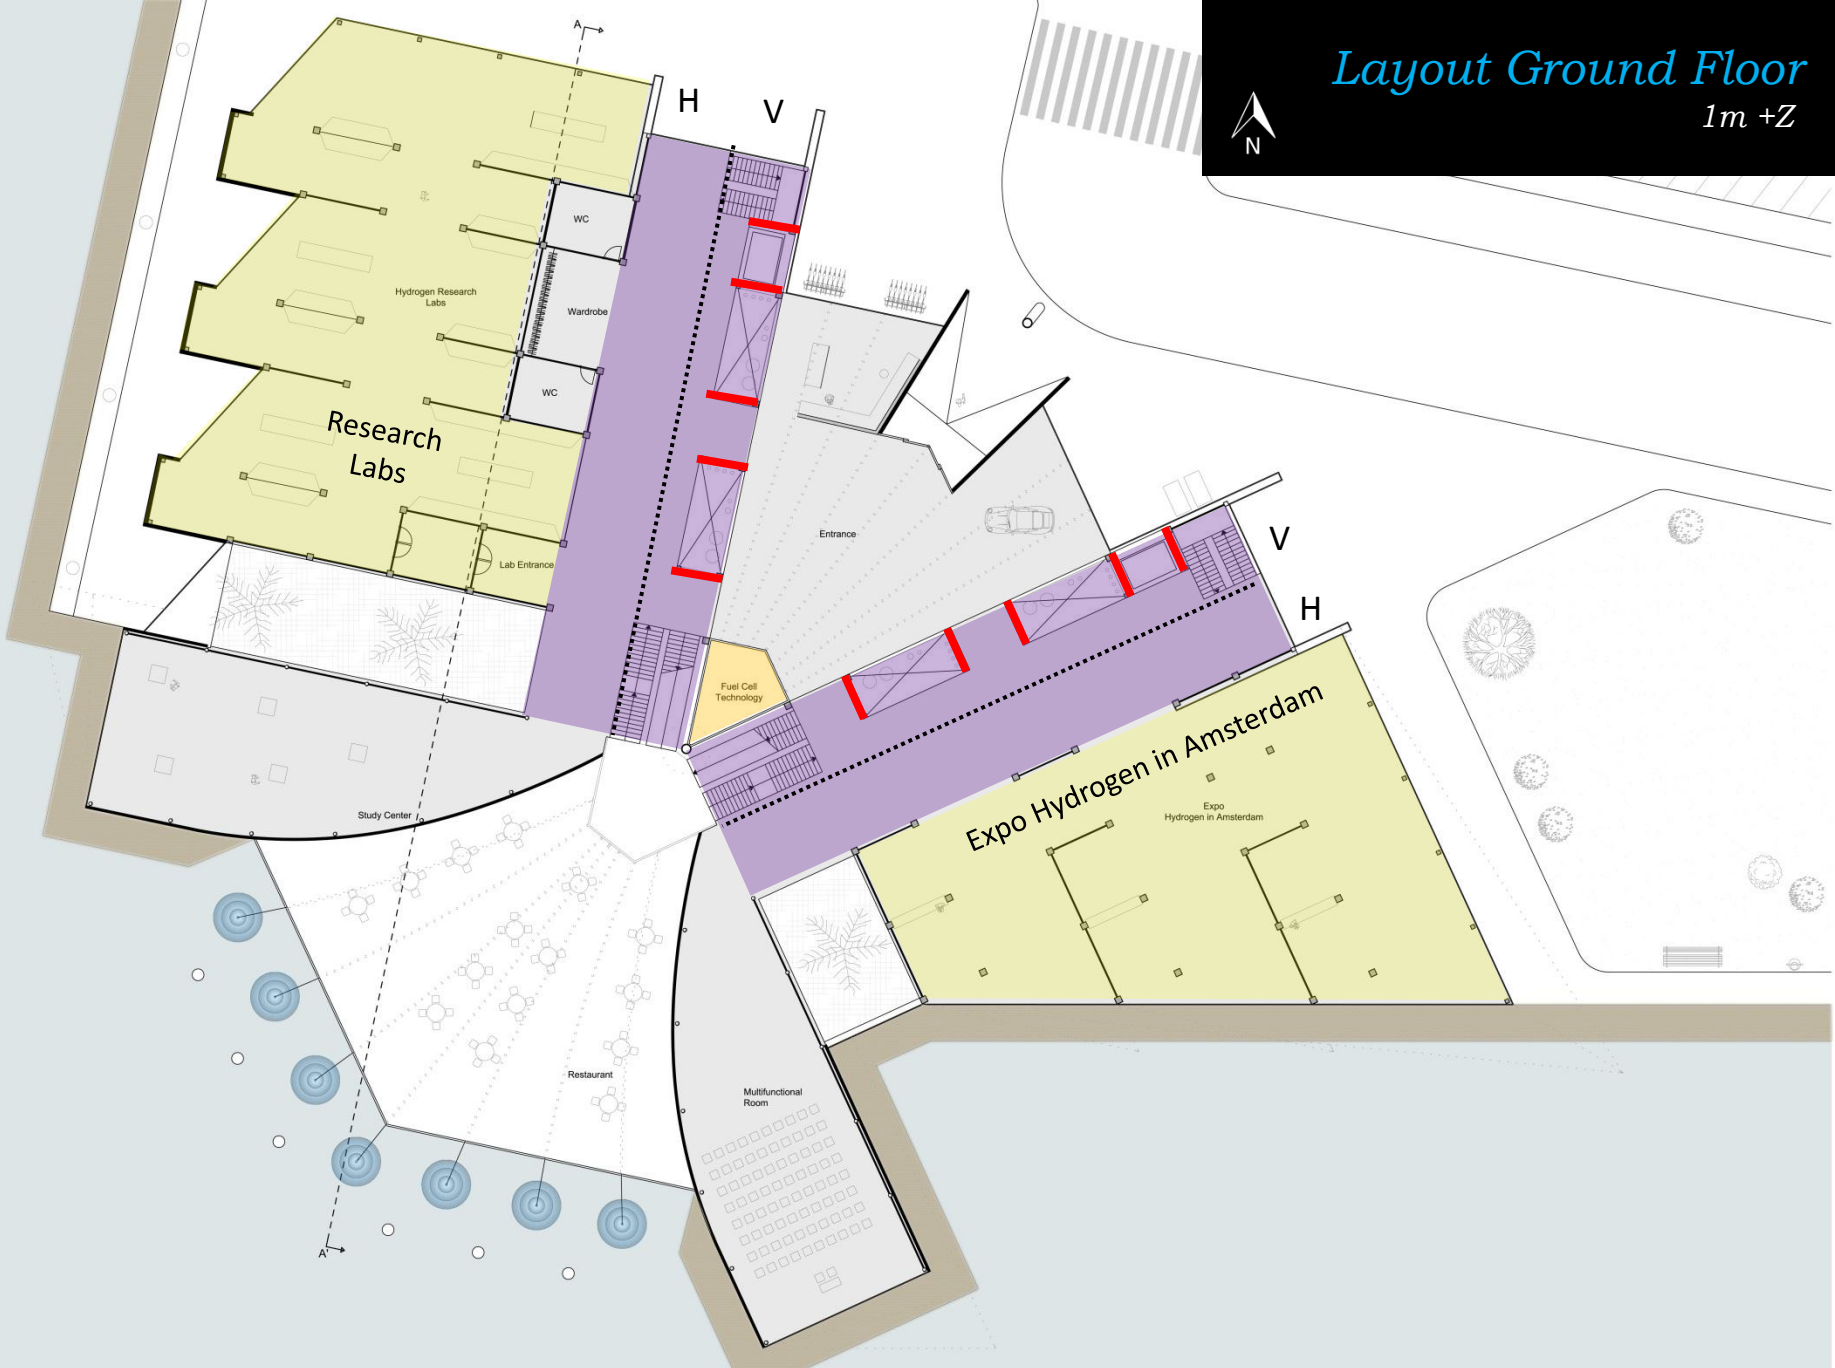 Layout Ground Floor
1m +Z
N
A
H
V
WC
Hydrogen Research
Labs
Wardrobe
WC
Research
Labs
Lab Entrance
Entrance
V
H
Fuel Cell
Technology
Expo Hydrogen in Amsterdam
Expo
Hydrogen in Amsterdam
Study Center
Restaurant
Multifunctional
Room
A'